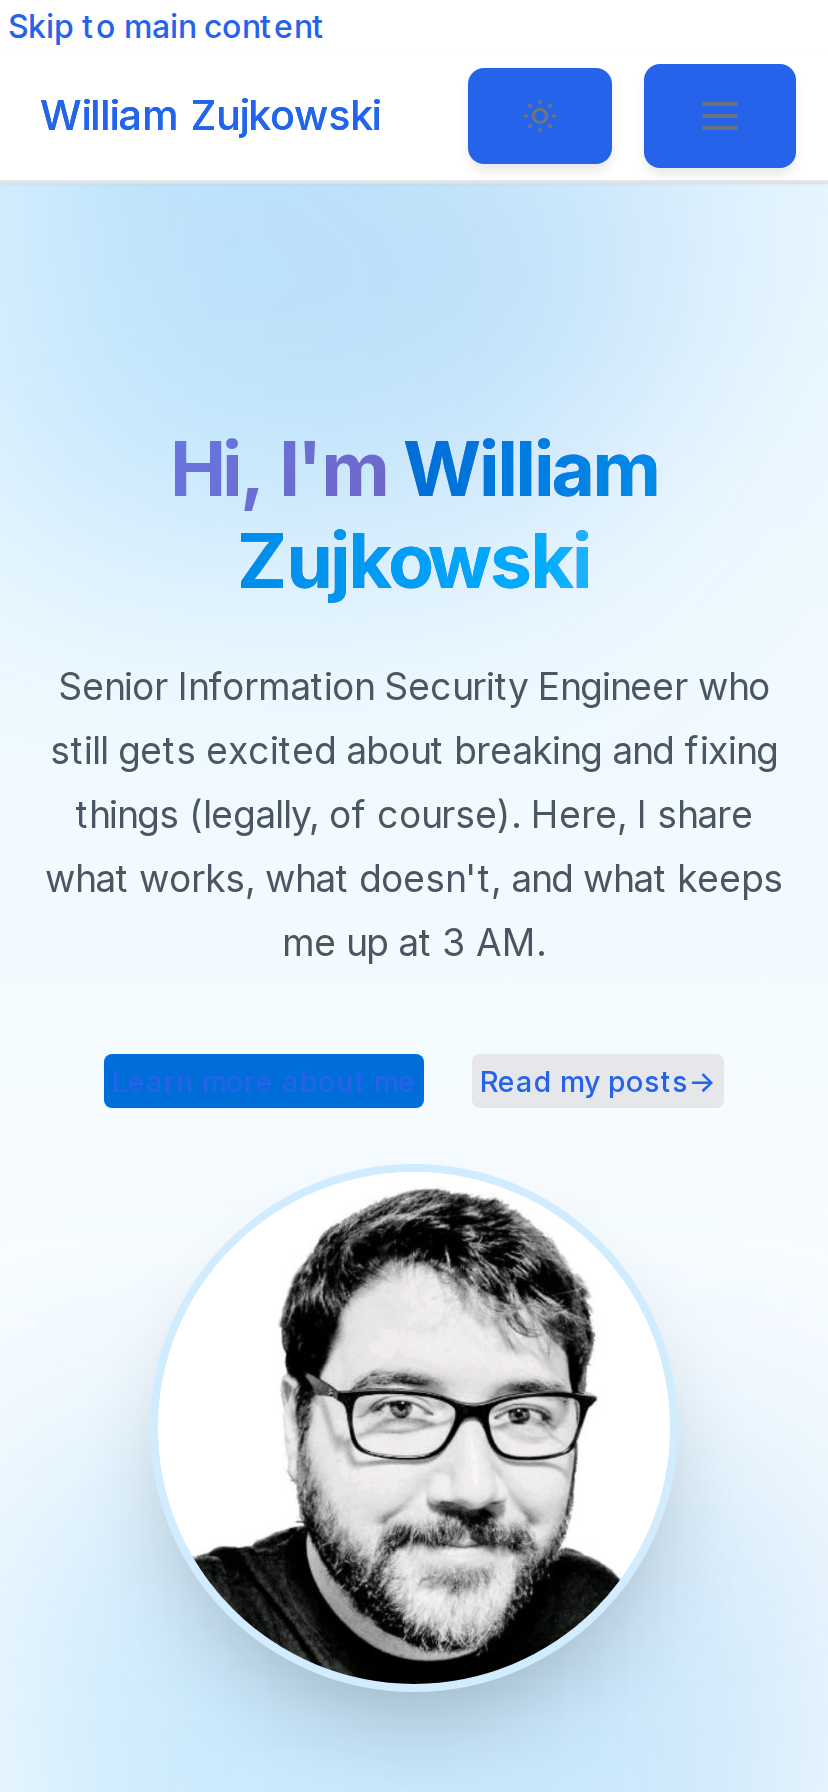 Skip to main content
William Zujkowski
Hi, I'm William
Zujkowski
Senior Information Security Engineer who
still gets excited about breaking and fixing
things (legally, of course). Here, I share
what works, what doesn't, and what keeps
me up at 3 AM.
Learn more about me
Read my posts→